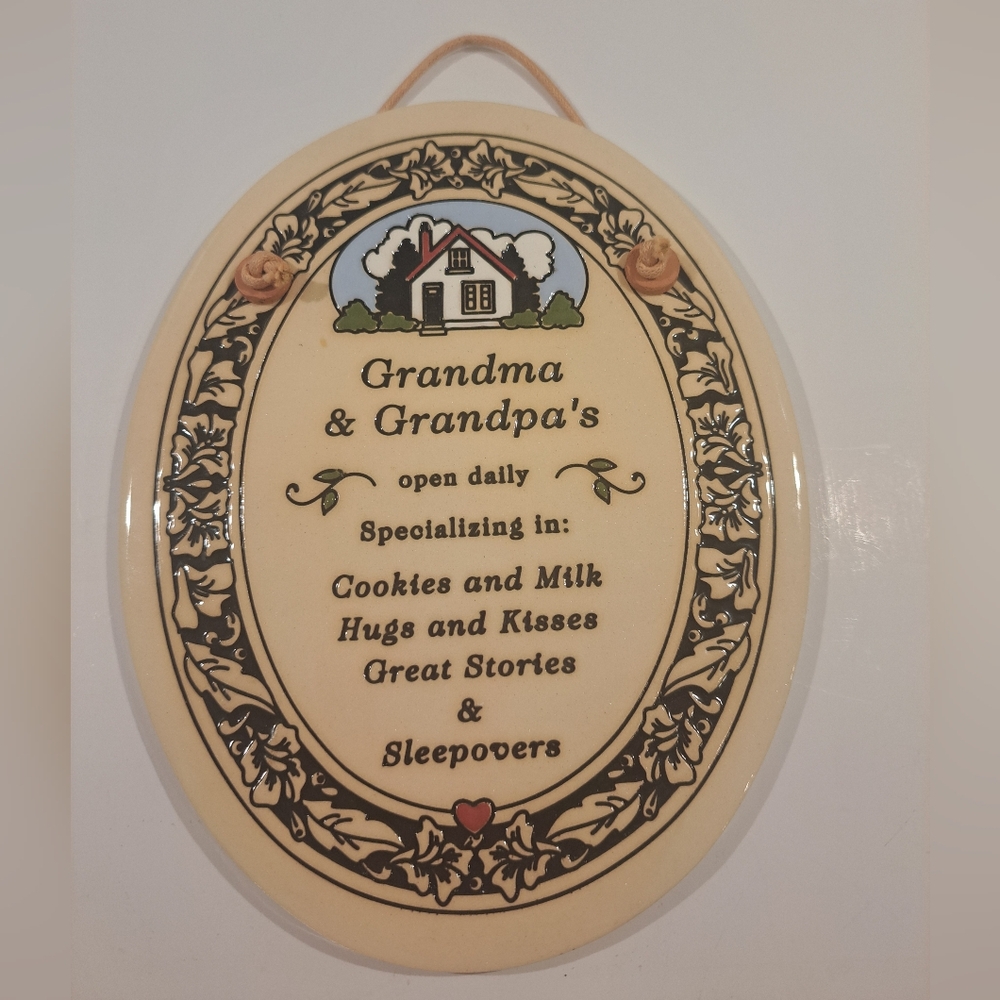 Grandma
& Grandpa's
open daily
Specializing in:
Cookies and Milk
Hugs and Kisses
Great Stories
&
Sleepovers